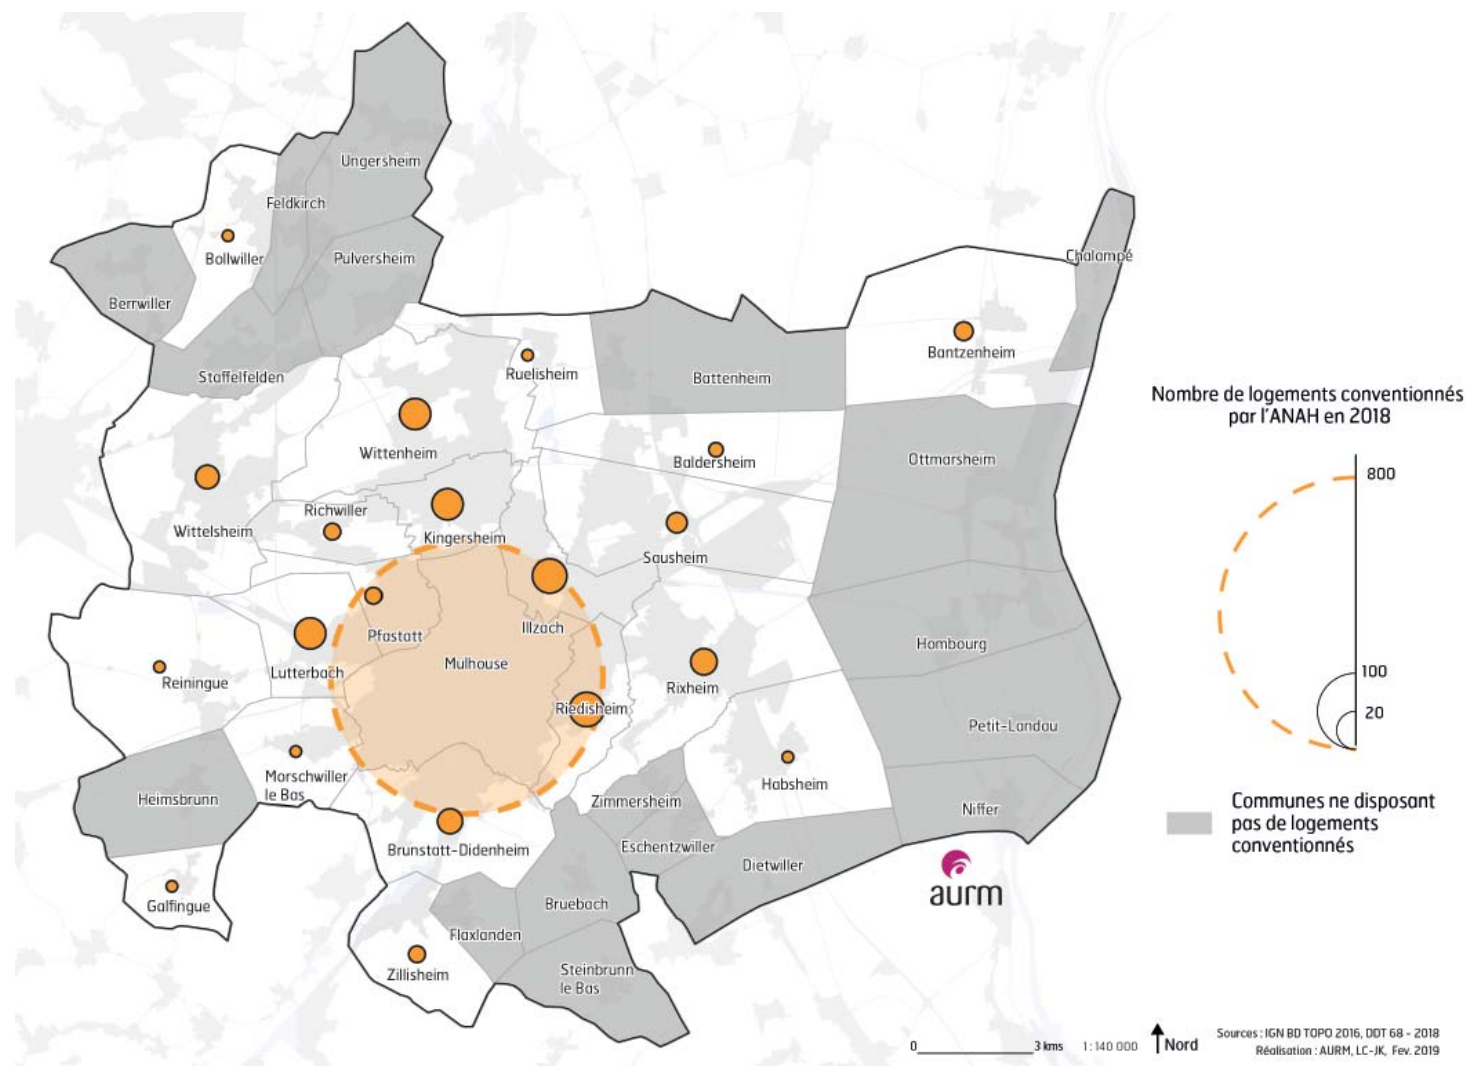 Ungersheim
Feldkirch
Bollwiller
Pulversheim
Berrwiller
Chalampé
Staffelfelden
Ruelisheim
Battenheim
Bantzenheim
Wittenheim
Baldersheim
Ottmarsheim
Wittelsheim
Richwiller
Kingersheim
Sausheim
Pfastatt
Illzach
Hombourg
Mulhouse
Lutterbach
Reiningue
Rixheim
Riedisheim
Petit-Landau
Morschwiller
le Bas
Habsheim
Heimsbrunn
Zimmersheim
Niffer
Eschentzwiller
Brunstatt-Didenheim
Dietwiller
Galfingue
Bruebach
Flaxlanden
Zillisheim
Steinbrunn
le Bas
Nombre de logements conventionnés
par l'ANAH en 2018
800
100
20
Communes ne disposant
pas de logements
conventionnés
aurm
0 3 kms 1:140 000 Nord
Sources : IGN BD TOPO 2016, DDT 68 - 2018
Réalisation : AURM, LC-JK, Fev. 2019